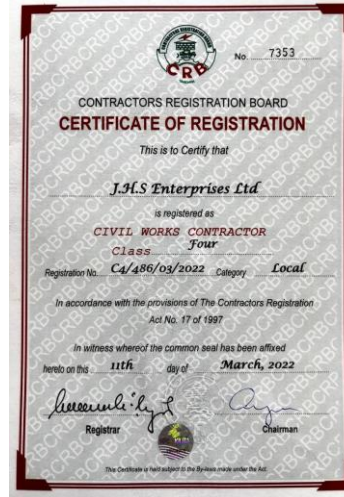 CRB
No. 7353
CONTRACTORS REGISTRATION BOARD
CERTIFICATE OF REGISTRATION
This is to Certify that
J.H.S Enterprises Ltd
is registered as
CIVIL WORKS CONTRACTOR
Class Four
Registration No. C4/486/03/2022 Category Local
In accordance with the provisions of The Contractors Registration
Act No. 17 of 1997
In witness whereof the common seal has been affixed
hereto on this 11th day of March, 2022
Registrar Chairman
This Certificate is held subject to the By-laws made under the Act.